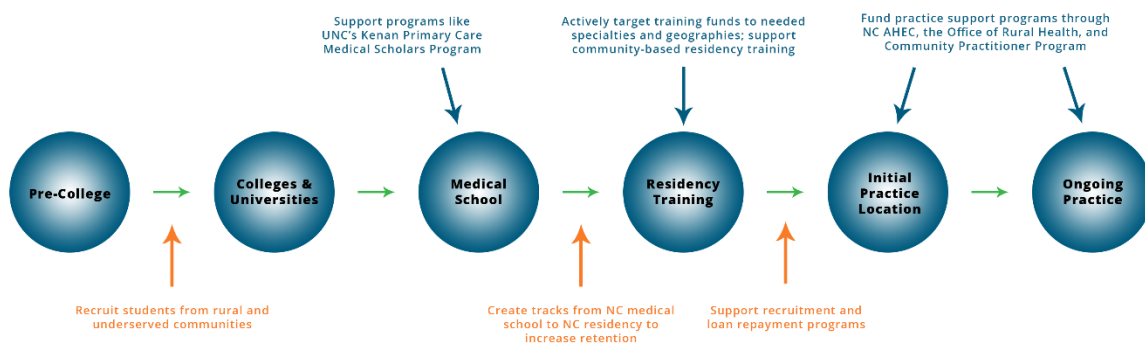 Support programs like
UNC's Kenan Primary Care
Medical Scholars Program
Actively target training funds to needed
specialties and geographies; support
community-based residency training
Fund practice support programs through
NC AHEC, the Office of Rural Health, and
Community Practitioner Program
Pre-College
Colleges &
Universities
Medical
School
Residency
Training
Initial
Practice
Location
Ongoing
Practice
Recruit students from rural and
underserved communities
Create tracks from NC medical
school to NC residency to
increase retention
Support recruitment and
loan repayment programs